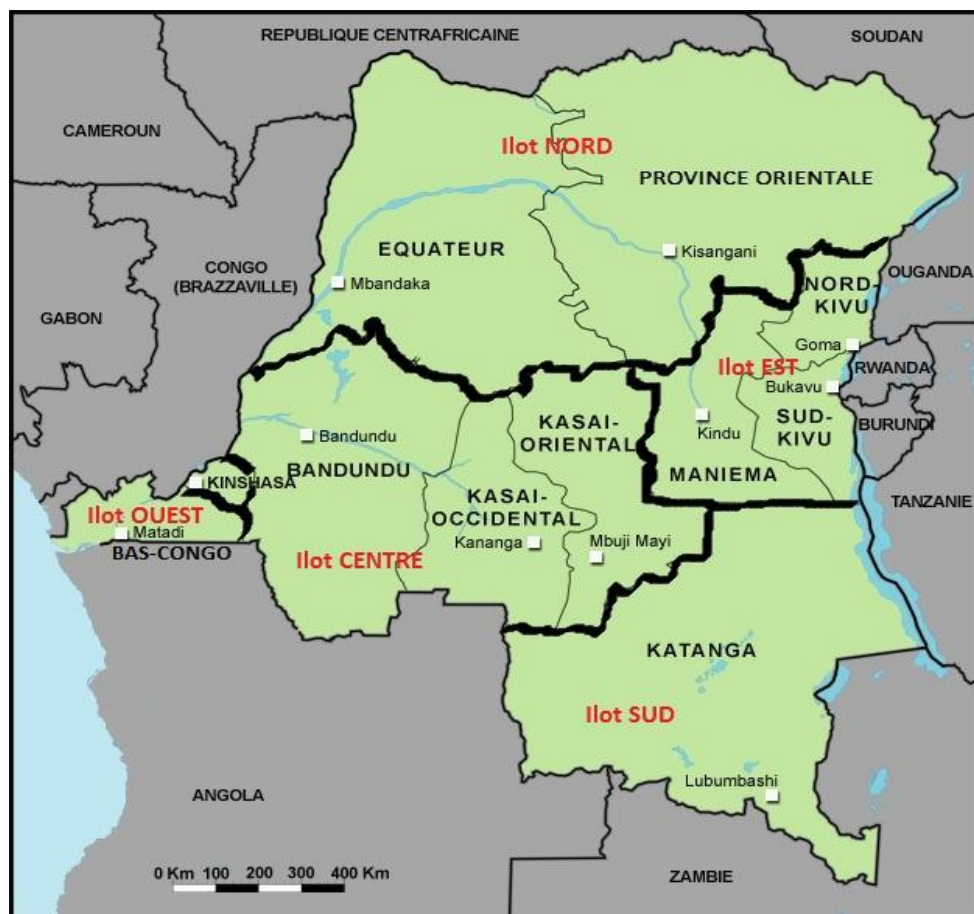 REPUBLIQUE CENTRAFRICAINE
SOUDAN
CAMEROUN
Ilot NORD
PROVINCE ORIENTALE
EQUATEUR
Kisangani
CONGO
(BRAZZAVILLE)
Mbandaka
NORD-
KIVU
OUGANDA
GABON
Goma
Ilot EST
RWANDA
Bukavu
KASAI-
ORIENTAL
Kindu
SUD-
KIVU
BURUNDI
Bandundu
BANDUNDU
MANIEMA
KINSHASA
KASAI-
OCCIDENTAL
TANZANIE
Ilot OUEST
Matadi
BAS-CONGO
Kananga
Mbuji Mayi
Ilot CENTRE
KATANGA
Ilot SUD
Lubumbashi
ANGOLA
0 Km 100 200 300 400 Km
ZAMBIE